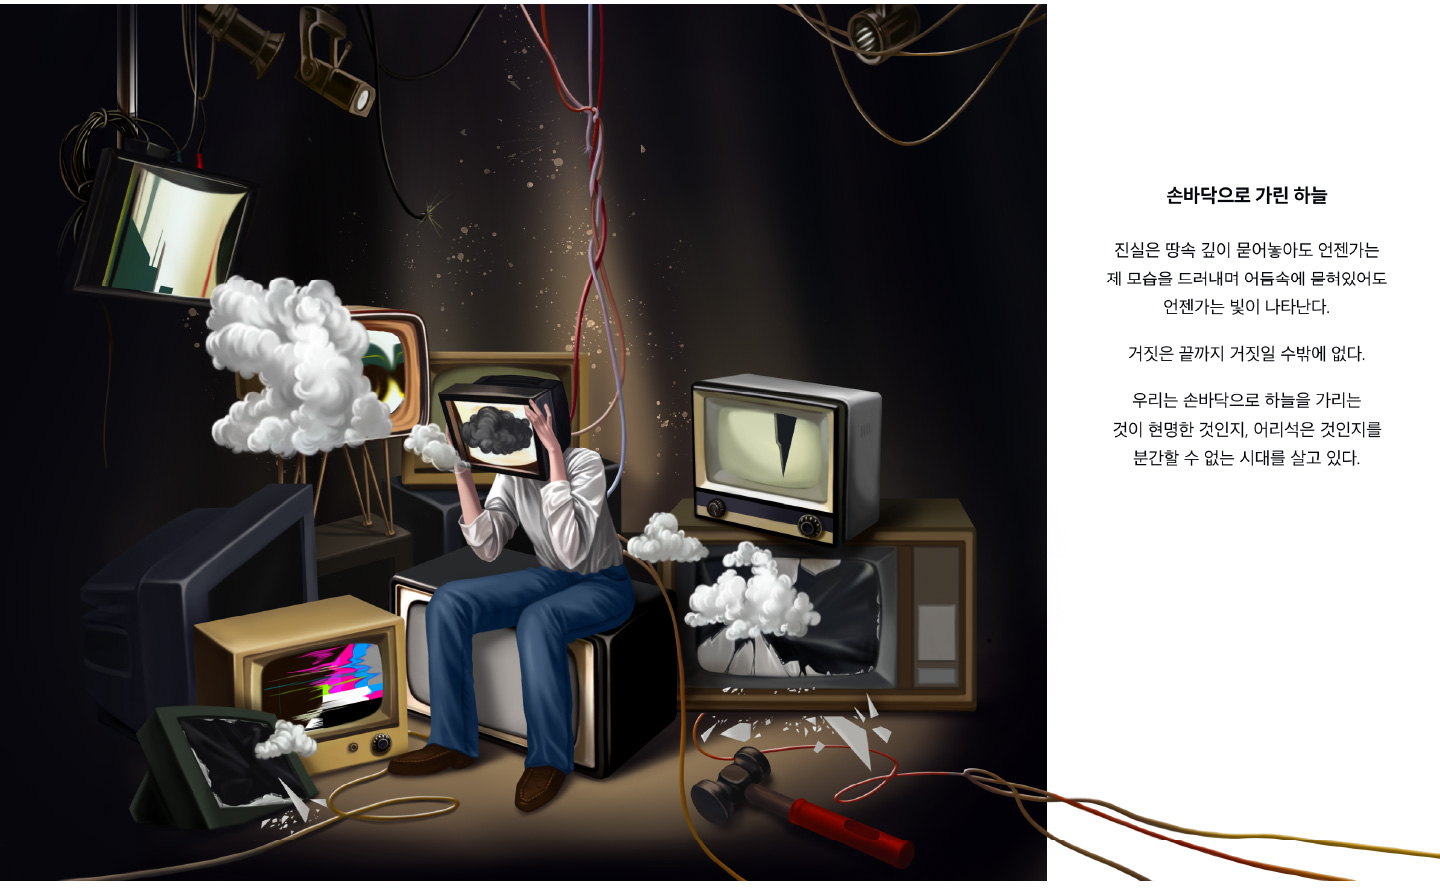 손바닥으로 가린 하늘
진실은 땅속 깊이 묻어놓아도 언젠가는
제 모습을 드러내며 어둠속에 묻혀있어도
언젠가는 빛이 나타난다.
거짓은 끝까지 거짓일 수밖에 없다.
우리는 손바닥으로 하늘을 가리는
것이 현명한 것인지, 어리석은 것인지를
분간할 수 없는 시대를 살고 있다.